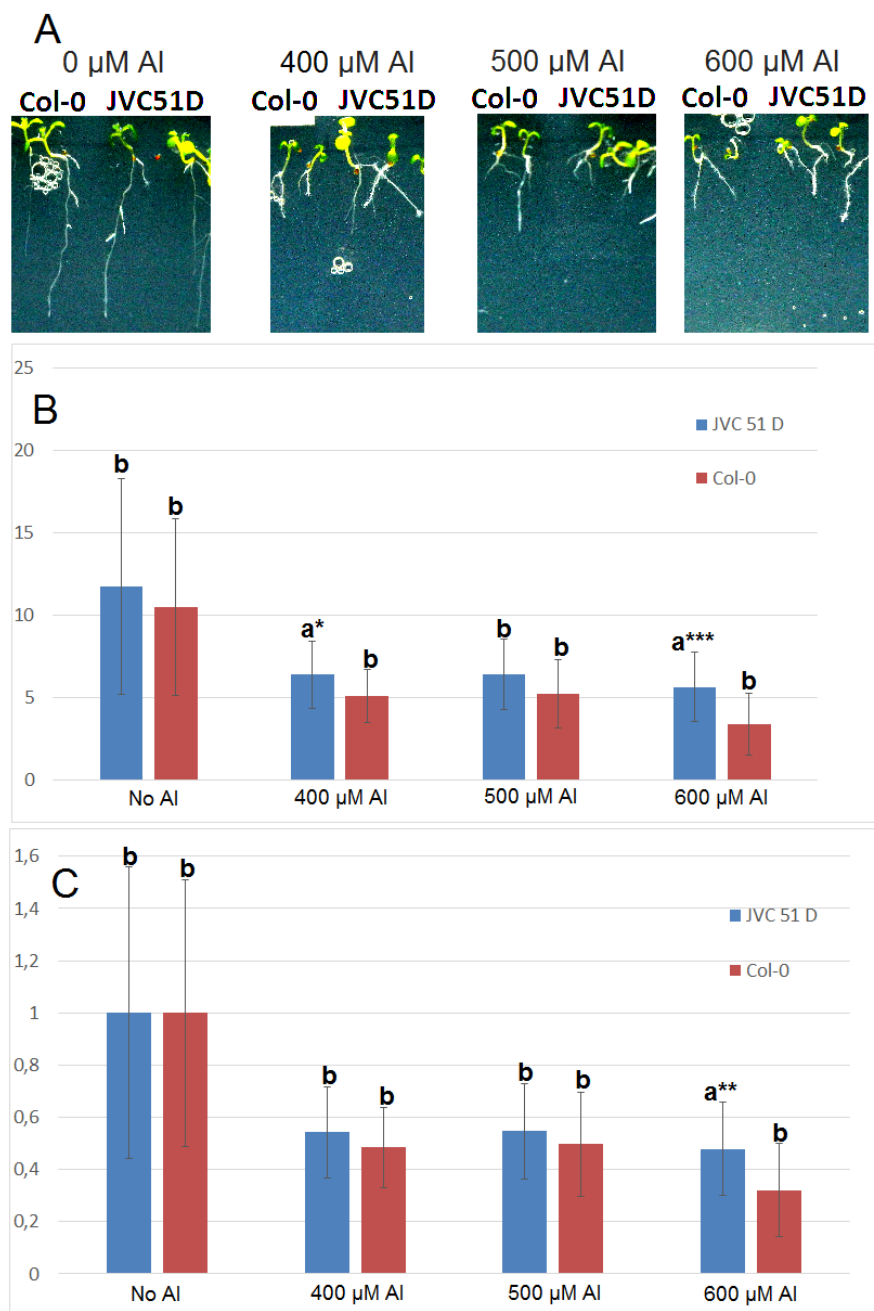 A
0 µM Al 400 µM Al 500 µM Al 600 µM Al
Col-0 JVC51D Col-0 JVC51D Col-0 JVC51D Col-0 JVC51D
B
25
20
15
10
5
0
JVC 51 D
Col-0
b b a* b b b a*** b
No Al 400 µM Al 500 µM Al 600 µM Al
C
1,6
1,4
1,2
1
0,8
0,6
0,4
0,2
0
JVC 51 D
Col-0
b b b b b b a** b
No Al 400 µM Al 500 µM Al 600 µM Al